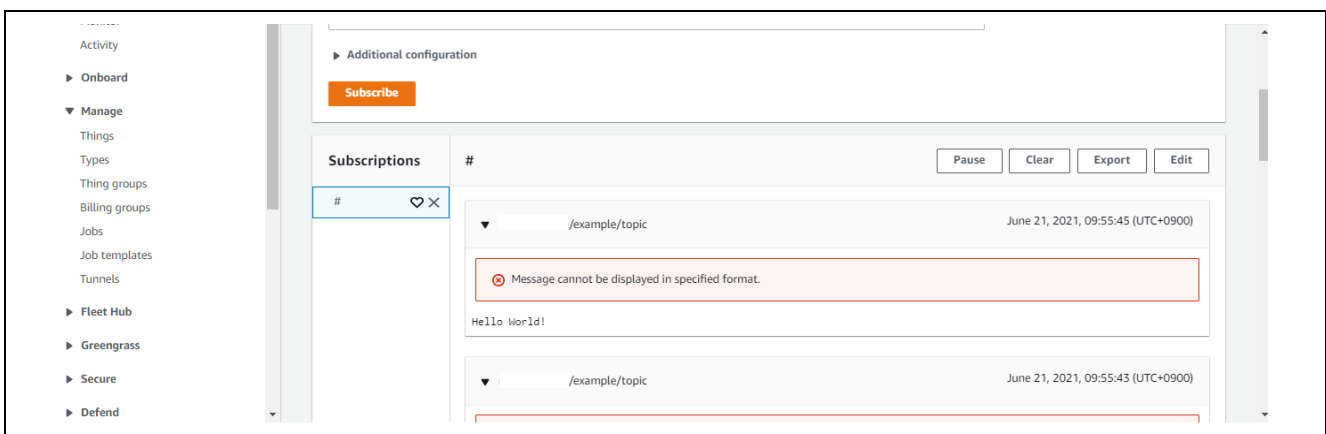 Activity
Onboard
Manage
Things
Types
Thing groups
Billing groups
Jobs
Job templates
Tunnels
Fleet Hub
Greengrass
Secure
Defend
Additional configuration
Subscribe
Subscriptions
#
Pause
Clear
Export
Edit
#
/example/topic
June 21, 2021, 09:55:45 (UTC+0900)
Message cannot be displayed in specified format.
Hello World!
/example/topic
June 21, 2021, 09:55:43 (UTC+0900)